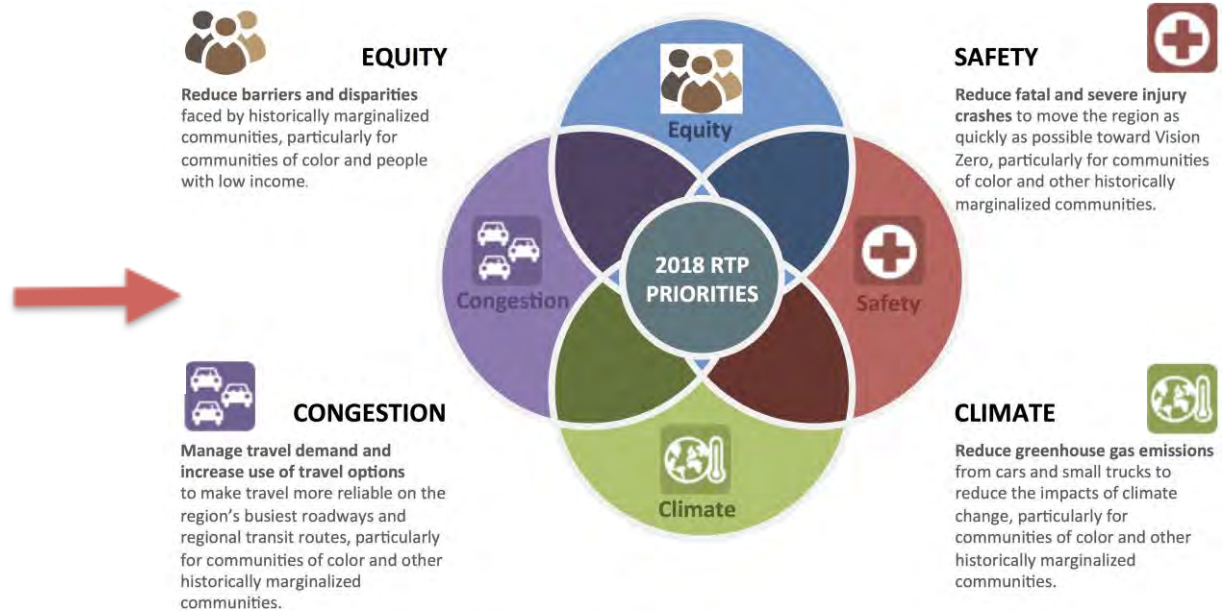 EQUITY
Reduce barriers and disparities
faced by historically marginalized
communities, particularly for
communities of color and people
with low income.
Equity
SAFETY
Reduce fatal and severe injury
crashes to move the region as
quickly as possible toward Vision
Zero, particularly for communities
of color and other historically
marginalized communities.
Congestion
2018 RTP
PRIORITIES
Safety
CONGESTION
Manage travel demand and
increase use of travel options
to make travel more reliable on the
region's busiest roadways and
regional transit routes, particularly
for communities of color and other
historically marginalized
communities.
Climate
CLIMATE
Reduce greenhouse gas emissions
from cars and small trucks to
reduce the impacts of climate
change, particularly for
communities of color and other
historically marginalized
communities.